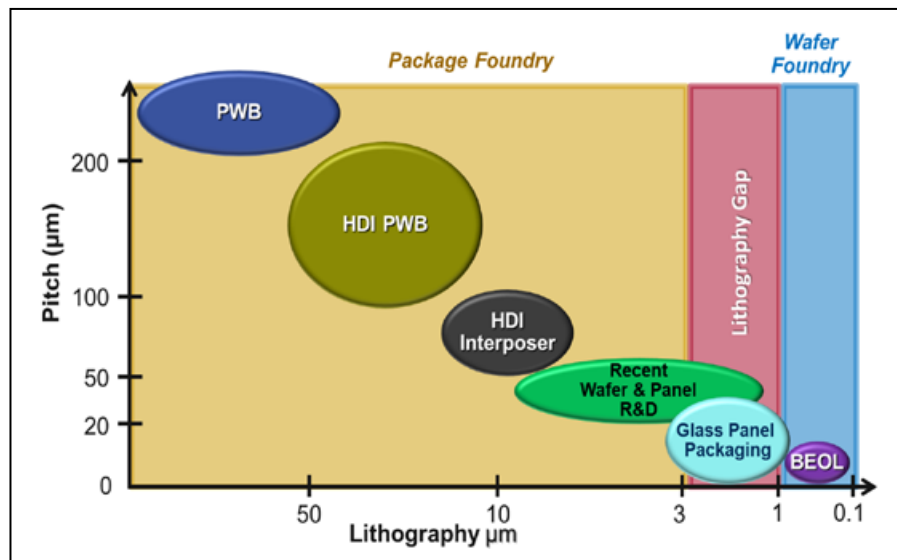 Package Foundry
Wafer
Foundry
PWB
200
HDI PWB
Lithography Gap
Pitch (µm)
100
HDI
Interposer
50
Recent
Wafer & Panel
R&D
20
Glass Panel
Packaging
BEOL
0
50
10
3
1
0.1
Lithography µm